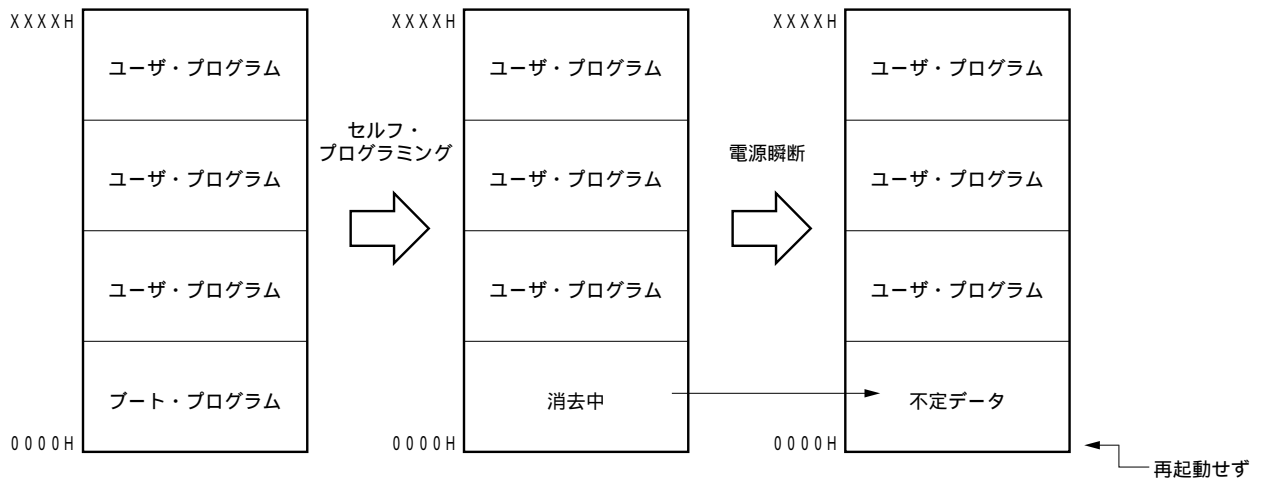 XXXXH
ユーザ・プログラム
ユーザ・プログラム
ユーザ・プログラム
ブート・プログラム
0000H
セルフ・
プログラミング
XXXXH
ユーザ・プログラム
ユーザ・プログラム
ユーザ・プログラム
消去中
0000H
電源瞬断
XXXXH
ユーザ・プログラム
ユーザ・プログラム
ユーザ・プログラム
不定データ
0000H
再起動せず